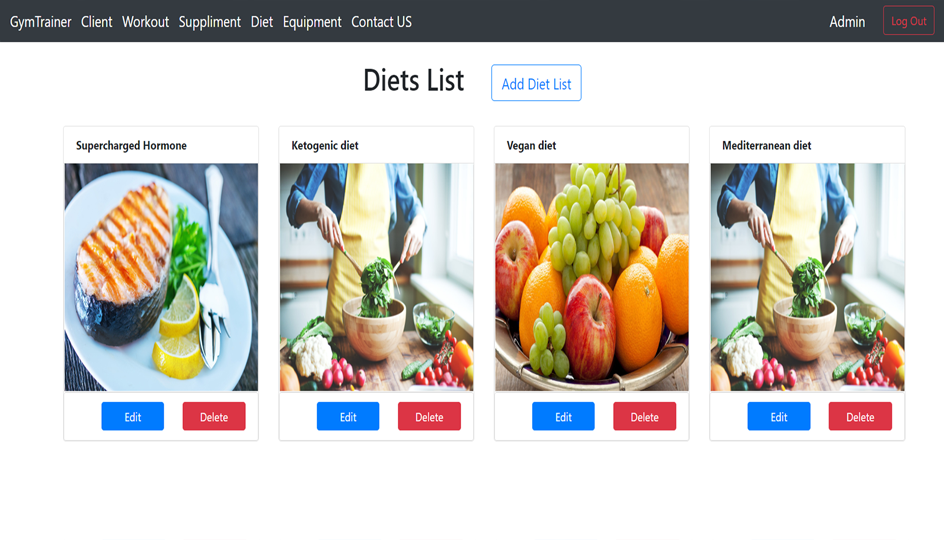 GymTrainer Client Workout Suppliment Diet Equipment Contact US Admin Log Out
Diets List Add Diet List
Supercharged Hormone Ketogenic diet Vegan diet Mediterranean diet
Edit Delete Edit Delete Edit Delete Edit Delete